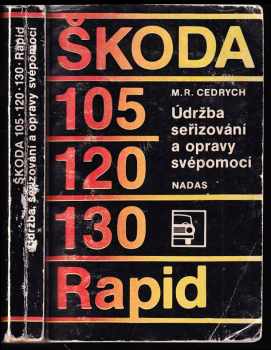 ŠKODA 105·120·130·Rapid
Údržba, seřizování a opravy svépomocí
ŠKODA
M. R. CEDRYCH
105
Údržba
seřizování
a opravy
svépomocí
120
NADAS
130
Rapid